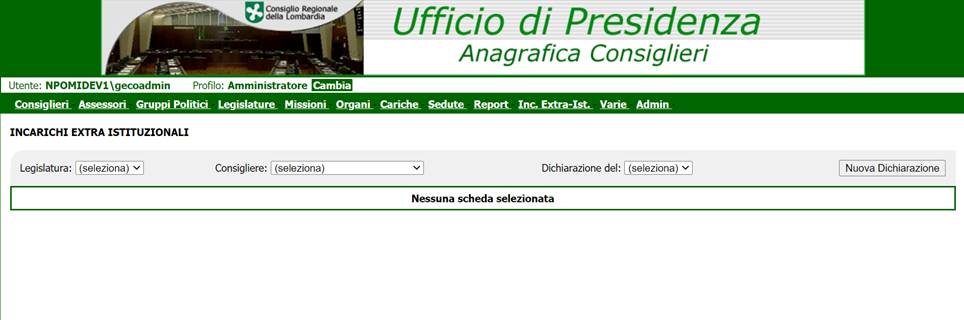 Consiglio Regionale
della Lombardia
Ufficio di Presidenza
Anagrafica Consiglieri
Utente: NPOMIDEV1\gecoadmin Profilo: Amministratore Cambia
Consiglieri Assessori Gruppi Politici Legislature Missioni Organi Cariche Sedute Report Inc. Extra-Ist. Varie Admin
INCARICHI EXTRA ISTITUZIONALI
Legislatura: (seleziona) Consigliere: (seleziona) Dichiarazione del: (seleziona) Nuova Dichiarazione
Nessuna scheda selezionata